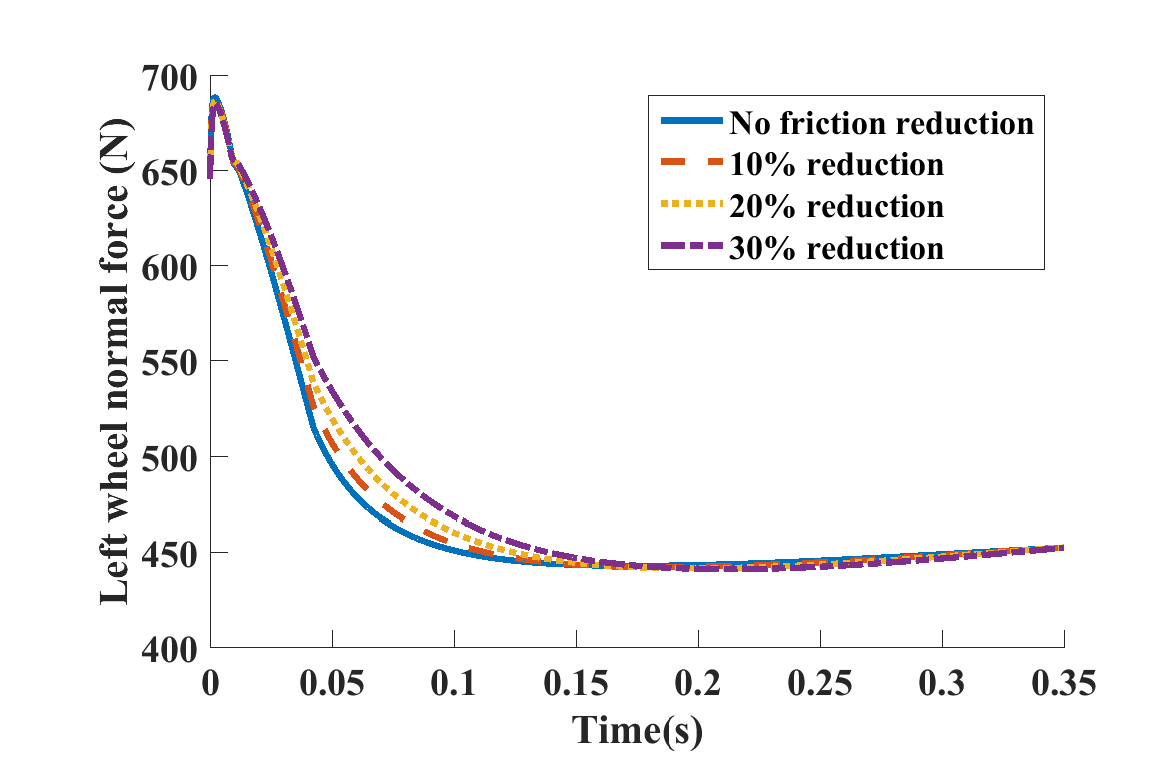 700
650
600
550
500
450
400
Left wheel normal force (N)
No friction reduction
10% reduction
20% reduction
30% reduction
0 0.05 0.1 0.15 0.2 0.25 0.3 0.35
Time(s)